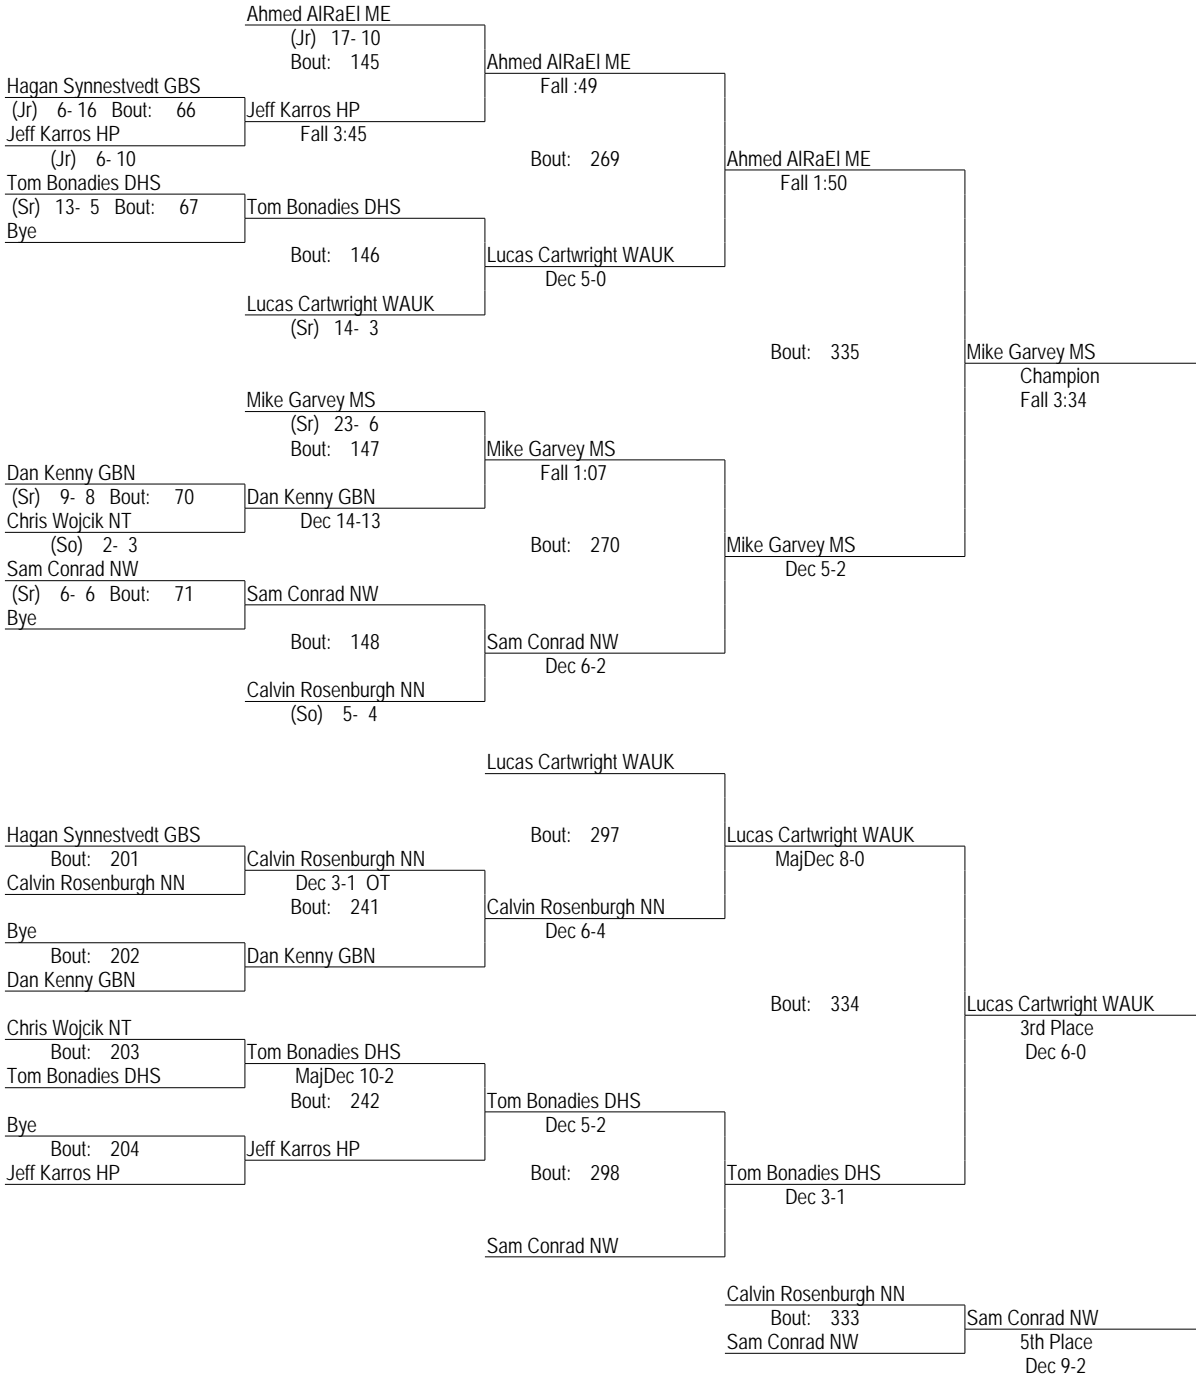 Ahmed AlRaEl ME
(Jr) 17- 10
Bout: 145
Ahmed AlRaEl ME
Hagan Synnestvedt GBS
Fall :49
(Jr) 6- 16 Bout: 66
Jeff Karros HP
Jeff Karros HP
Fall 3:45
(Jr) 6- 10
Bout: 269
Ahmed AlRaEl ME
Tom Bonadies DHS
Fall 1:50
(Sr) 13- 5 Bout: 67
Tom Bonadies DHS
Bye
Bout: 146
Lucas Cartwright WAUK
Dec 5-0
Lucas Cartwright WAUK
(Sr) 14- 3
Bout: 335
Mike Garvey MS
Champion
Fall 3:34
Mike Garvey MS
(Sr) 23- 6
Bout: 147
Mike Garvey MS
Dan Kenny GBN
Fall 1:07
(Sr) 9- 8 Bout: 70
Dan Kenny GBN
Chris Wojcik NT
Dec 14-13
(So) 2- 3
Bout: 270
Mike Garvey MS
Sam Conrad NW
Dec 5-2
(Sr) 6- 6 Bout: 71
Sam Conrad NW
Bye
Bout: 148
Sam Conrad NW
Dec 6-2
Calvin Rosenburgh NN
(So) 5- 4
Lucas Cartwright WAUK
Hagan Synnestvedt GBS
Bout: 297
Lucas Cartwright WAUK
Bout: 201
Calvin Rosenburgh NN
MajDec 8-0
Calvin Rosenburgh NN
Dec 3-1 OT
Bout: 241
Calvin Rosenburgh NN
Bye
Dec 6-4
Bout: 202
Dan Kenny GBN
Dan Kenny GBN
Bout: 334
Lucas Cartwright WAUK
Chris Wojcik NT
3rd Place
Bout: 203
Tom Bonadies DHS
Dec 6-0
Tom Bonadies DHS
MajDec 10-2
Bout: 242
Tom Bonadies DHS
Bye
Dec 5-2
Bout: 204
Jeff Karros HP
Jeff Karros HP
Bout: 298
Tom Bonadies DHS
Dec 3-1
Sam Conrad NW
Calvin Rosenburgh NN
Bout: 333
Sam Conrad NW
Sam Conrad NW
5th Place
Dec 9-2